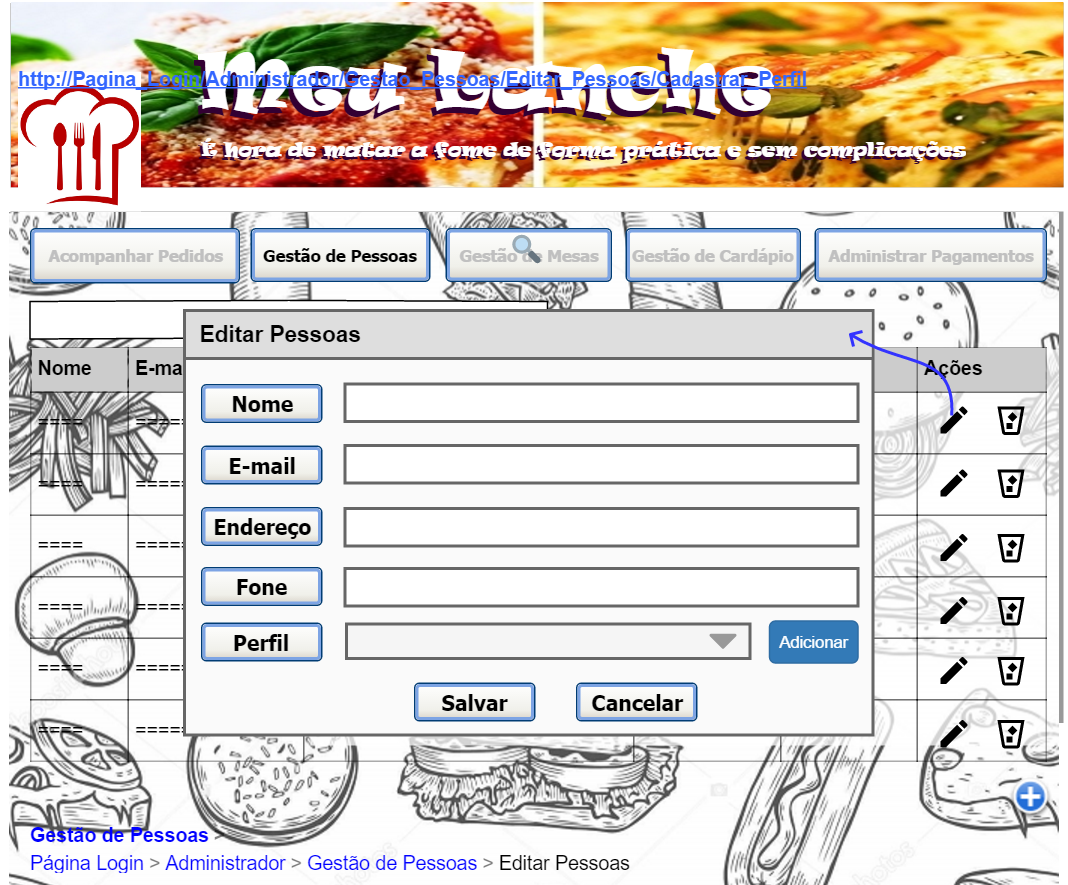 http://Pagina_Login/Administrador/Gestao_Pessoas/Editar_Pessoas/Cadastrar_Perfil
Meu Lanche
É hora de matar a fome de forma prática e sem complicações
Acompanhar Pedidos Gestão de Pessoas Gestão de Mesas Gestão de Cardápio Administrar Pagamentos
Editar Pessoas
Nome E-ma Ações
Nome
==== ====
E-mail
==== ====
Endereço
==== ====
Fone
==== ====
Perfil Adicionar
==== ====
Salvar Cancelar
==== ====
Gestão de Pessoas >
Página Login > Administrador > Gestão de Pessoas > Editar Pessoas